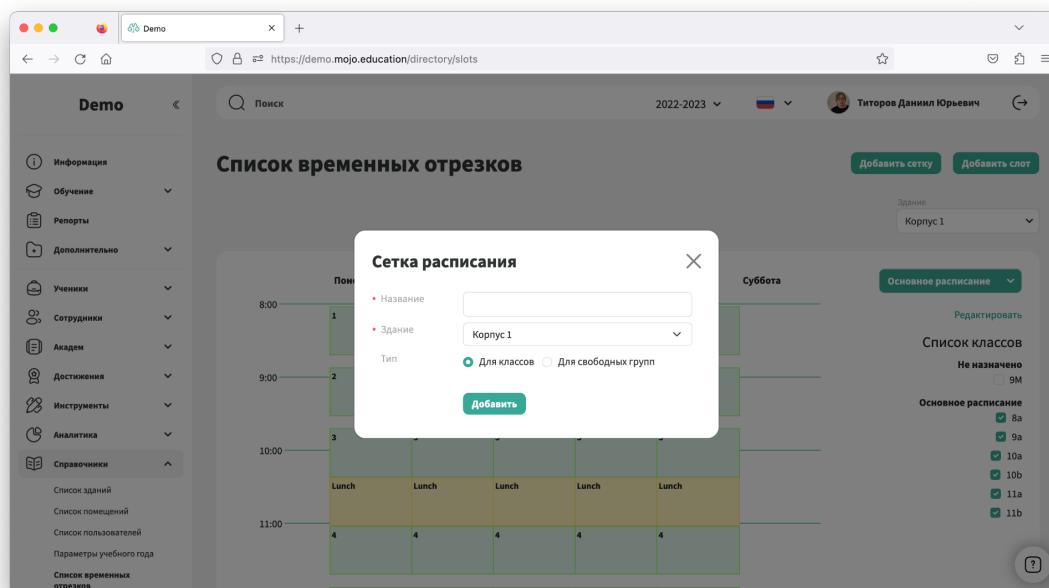 Demo
https://demo.mojo.education/directory/slots
Demo
Поиск
2022-2023
Титоров Даниил Юрьевич
Информация
Обучение
Репорты
Дополнительно
Ученики
Сотрудники
Академ
Достижения
Инструменты
Аналитика
Справочники
Список зданий
Список помещений
Список пользователей
Параметры учебного года
Список временных
отрезков
Список временных отрезков
Добавить сетку
Добавить слот
Здание
Корпус 1
Суббота
8:00
1
9:00
2
10:00
3
Lunch Lunch Lunch Lunch Lunch
11:00
4 4 4 4 4
Сетка расписания
• Название
• Здание
Корпус 1
Тип
Для классов
Для свободных групп
Добавить
Основное расписание
Редактировать
Список классов
Не назначено
9М
Основное расписание
8a
9a
10a
10b
11a
11b